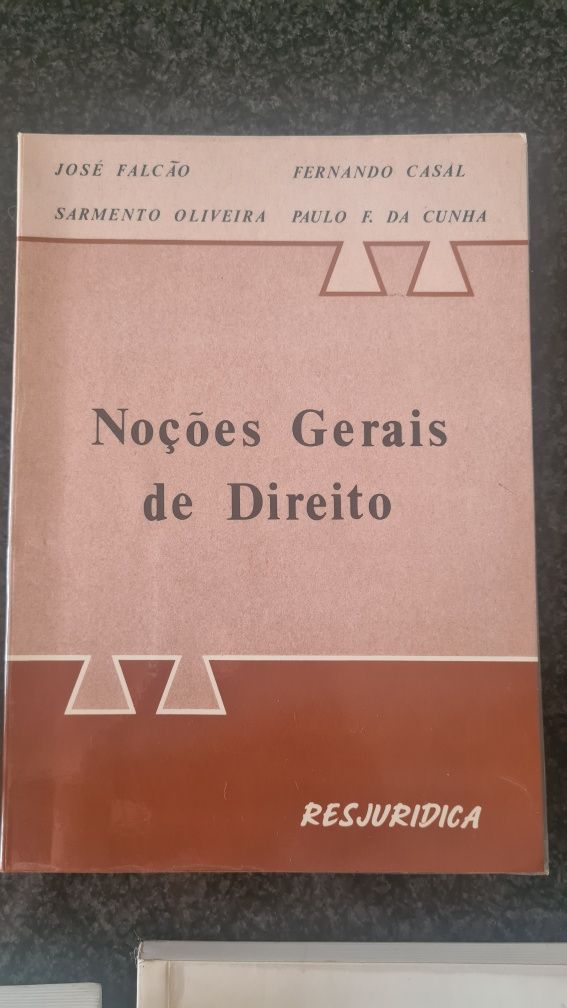 JOSÉ FALCÃO FERNANDO CASAL
SARMENTO OLIVEIRA PAULO F. DA CUNHA
Noções Gerais
de Direito
RESJURIDICA